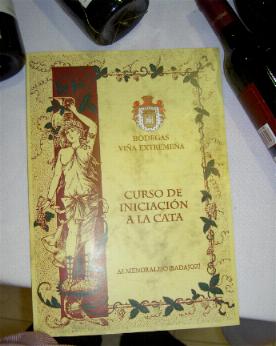 BODEGAS
VIÑA EXTREMEÑA
CURSO DE
INICIACIÓN
A LA CATA
ALMENDRALEJO (BADAJOZ)